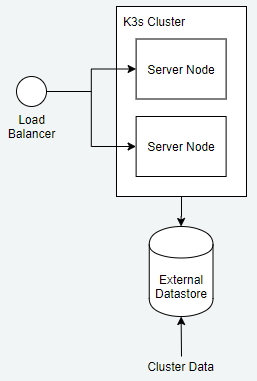 K3s Cluster
Server Node
Load
Balancer
Server Node
External
Datastore
Cluster Data